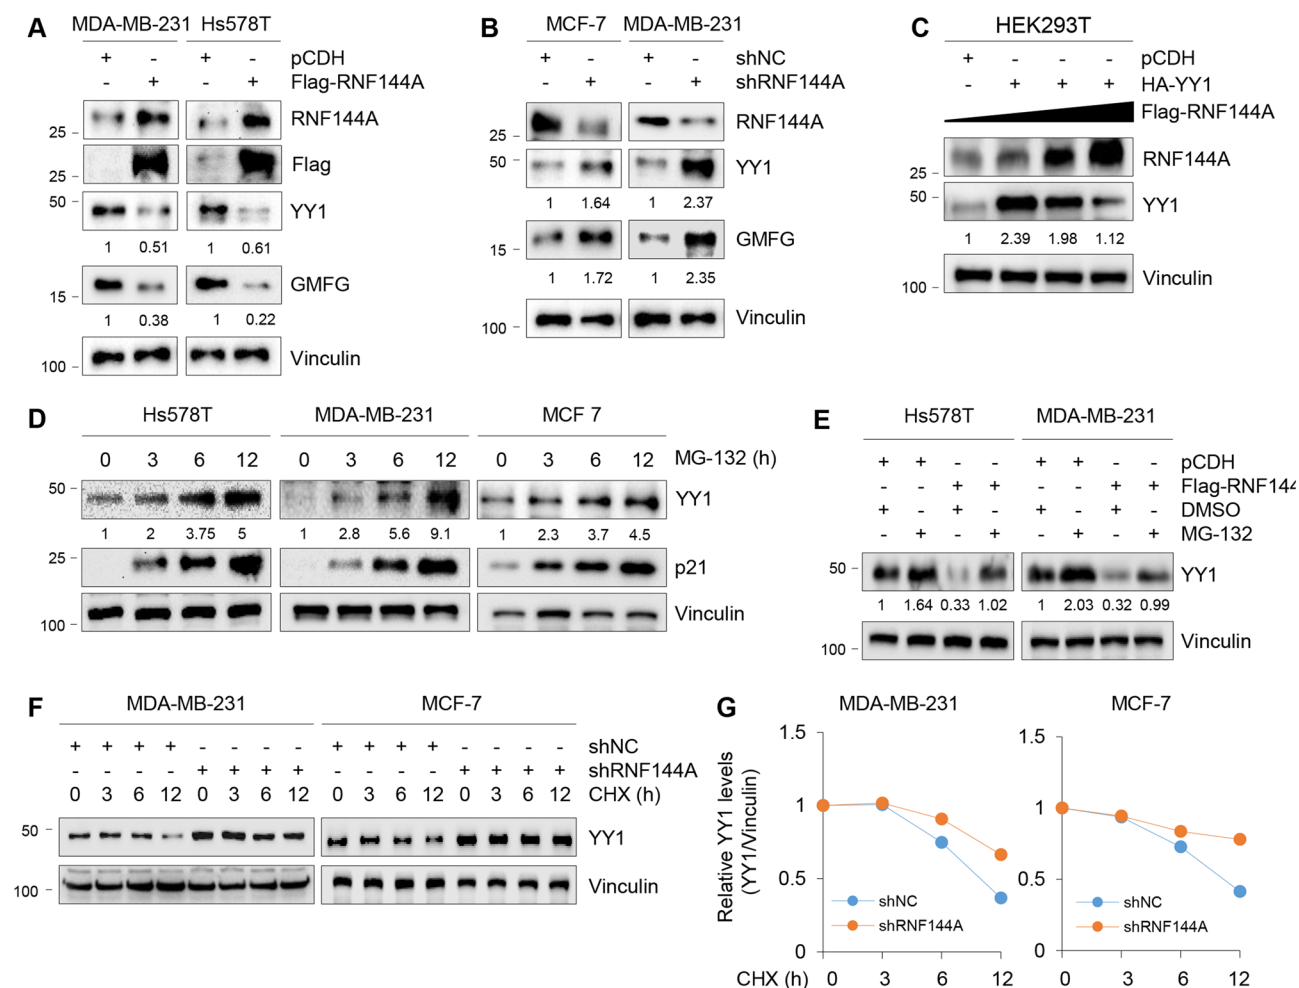 A
MDA-MB-231 Hs578T
+ - + - pCDH
- + - + Flag-RNF144A
RNF144A
25
Flag
25
50
YY1
1 0.51 1 0.61
GMFG
15
1 0.38 1 0.22
Vinculin
100
B
MCF-7 MDA-MB-231
+ - + - shNC
- + - + shRNF144A
RNF144A
25
50
YY1
1 1.64 1 2.37
GMFG
15
1 1.72 1 2.35
Vinculin
100
C
HEK293T
+ - - - pCDH
- + + + HA-YY1
Flag-RNF144A
RNF144A
25
50
YY1
1 2.39 1.98 1.12
Vinculin
100
D
Hs578T MDA-MB-231 MCF 7
0 3 6 12 0 3 6 12 0 3 6 12 MG-132 (h)
50
YY1
1 2 3.75 5 1 2.8 5.6 9.1 1 2.3 3.7 4.5
25
p21
Vinculin
100
E
Hs578T MDA-MB-231
+ + - - + + - - pCDH
- - + + - - + + Flag-RNF144
+ - + - + - + - DMSO
- + - + - + - + MG-132
50
YY1
1 1.64 0.33 1.02 1 2.03 0.32 0.99
Vinculin
100
F
MDA-MB-231 MCF-7
+ + + + - - - - + + + + - - - - shNC
- - - - + + + + - - - - + + + + shRNF144A
0 3 6 12 0 3 6 12 0 3 6 12 0 3 6 12 CHX (h)
50
YY1
Vinculin
100
G
MDA-MB-231 MCF-7
Relative YY1 levels
(YY1/Vinculin)
1.5
1
0.5
0
shNC
shRNF144A
CHX (h) 0 3 6 12
1.5
1
0.5
0
shNC
shRNF144A
0 3 6 12